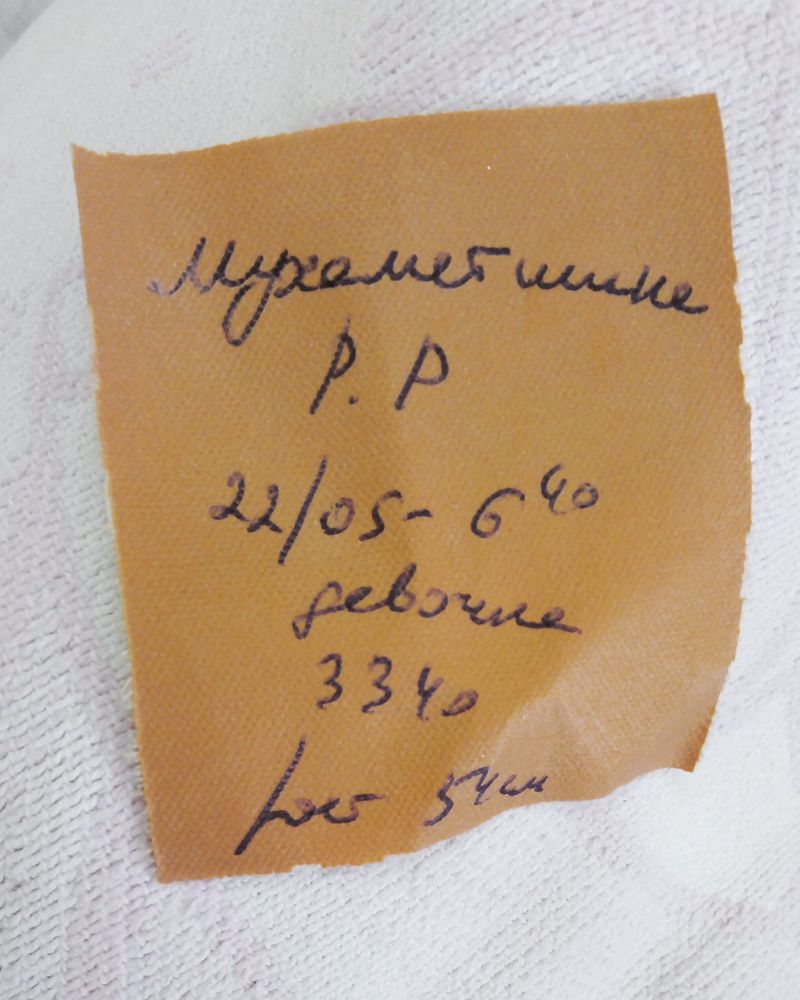 Мухаметшина
Р. Р
22/05- 6⁴⁰
девочка
3340
рост 54см